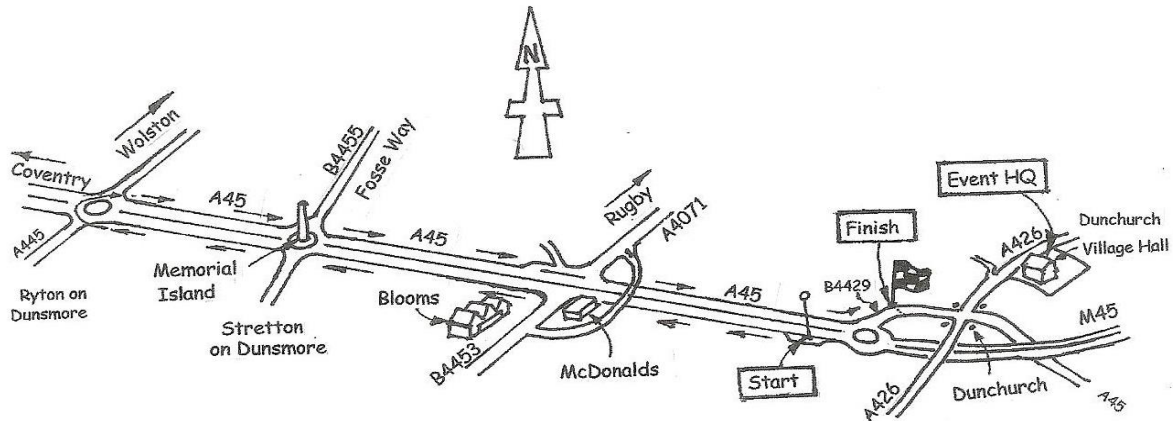 N
Coventry
Wolston
A45
B4455
Fosse Way
A445
Ryton on
Dunsmore
Memorial
Island
Stretton
on Dunsmore
A45
Blooms
B4453
McDonalds
Rugby
A4071
A45
Start
B4429
Finish
Event HQ
Dunchurch
Village Hall
A426
M45
A426
Dunchurch
A45